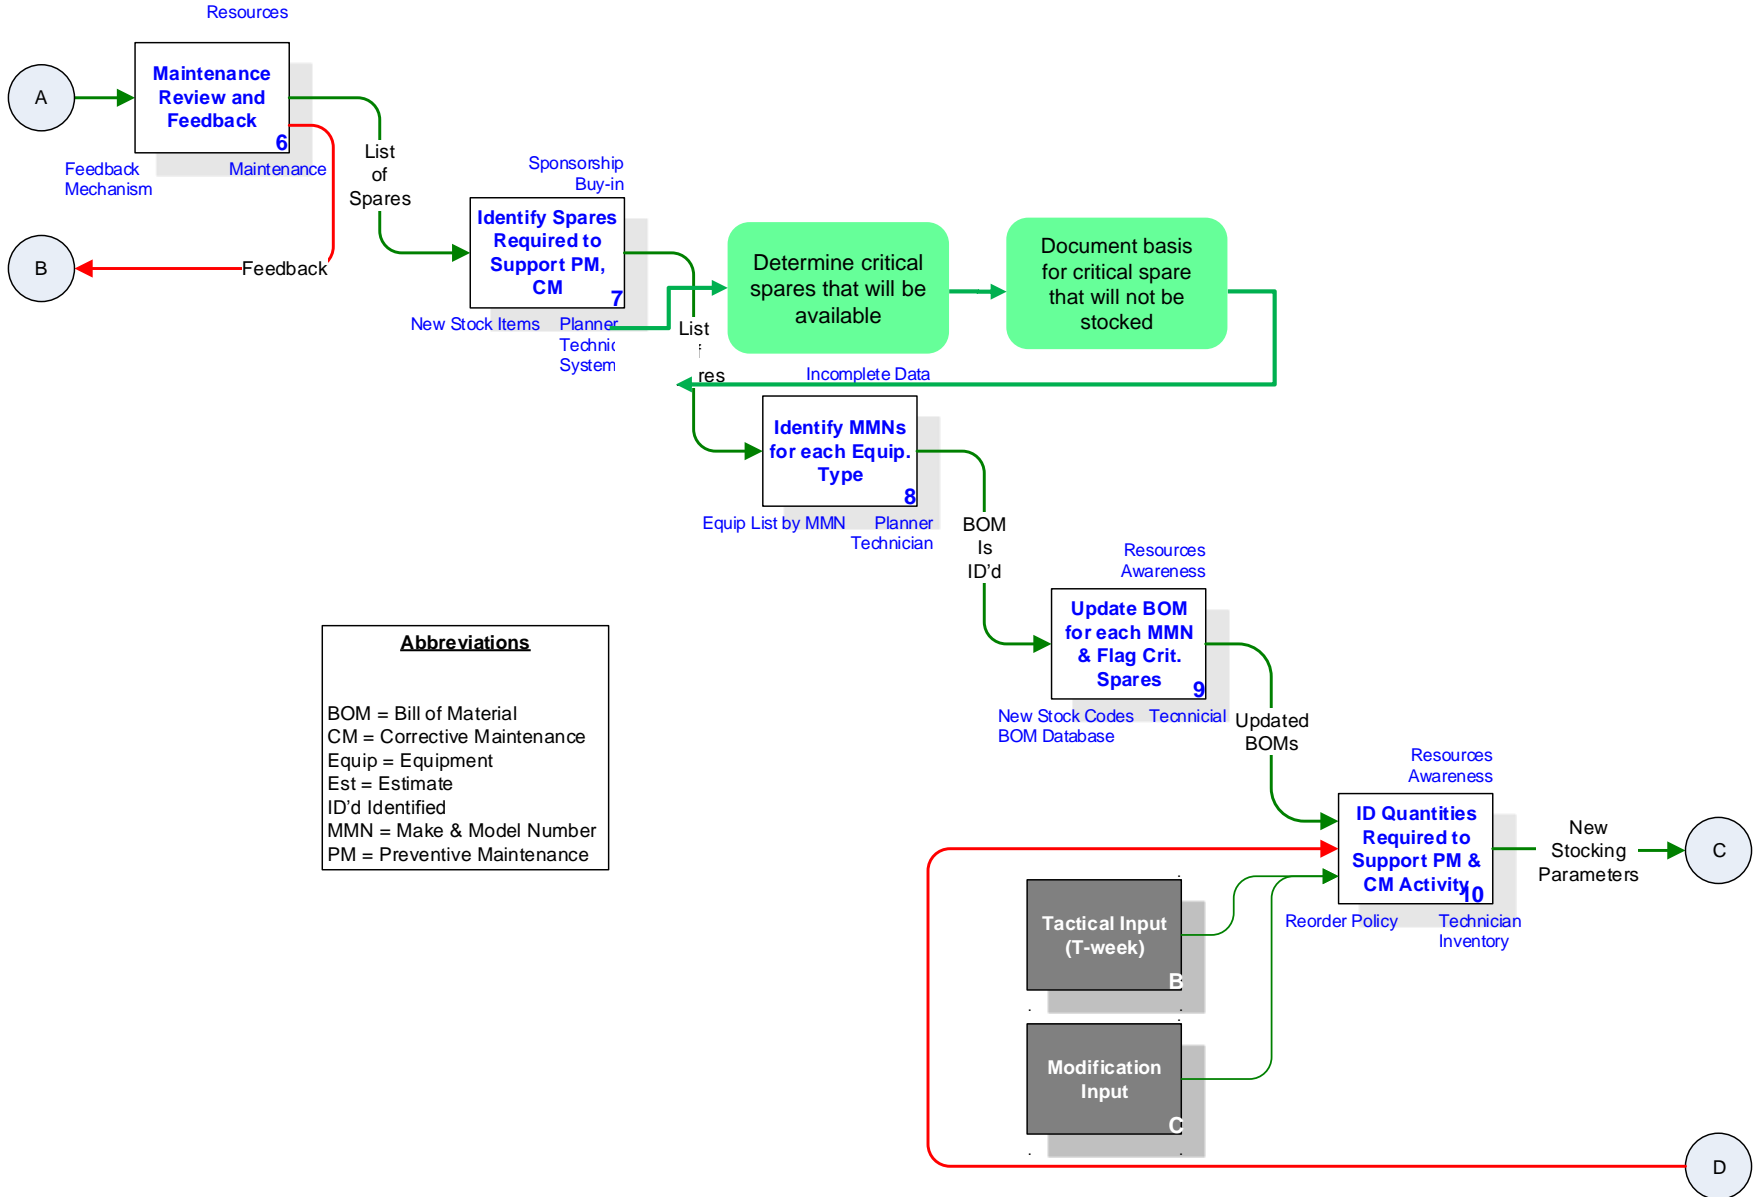 Resources
A
Maintenance
Review and
Feedback
6
Feedback
Mechanism
Maintenance
B
Feedback
List
of
Spares
Sponsorship
Buy-in
Identify Spares
Required to
Support PM,
CM
7
New Stock Items
Planner
Technic
System
List
res
Determine critical
spares that will be
available
Document basis
for critical spare
that will not be
stocked
Incomplete Data
Identify MMNs
for each Equip.
Type
8
Equip List by MMN
Planner
Technician
BOM
Is
ID'd
Resources
Awareness
Update BOM
for each MMN
& Flag Crit.
Spares
9
New Stock Codes
BOM Database
Tecnnicial
Updated
BOMs
Abbreviations
BOM = Bill of Material
CM = Corrective Maintenance
Equip = Equipment
Est = Estimate
ID'd Identified
MMN = Make & Model Number
PM = Preventive Maintenance
Resources
Awareness
ID Quantities
Required to
Support PM &
CM Activity
10
Reorder Policy
Technician
Inventory
New
Stocking
Parameters
C
Tactical Input
(T-week)
B
Modification
Input
C
D